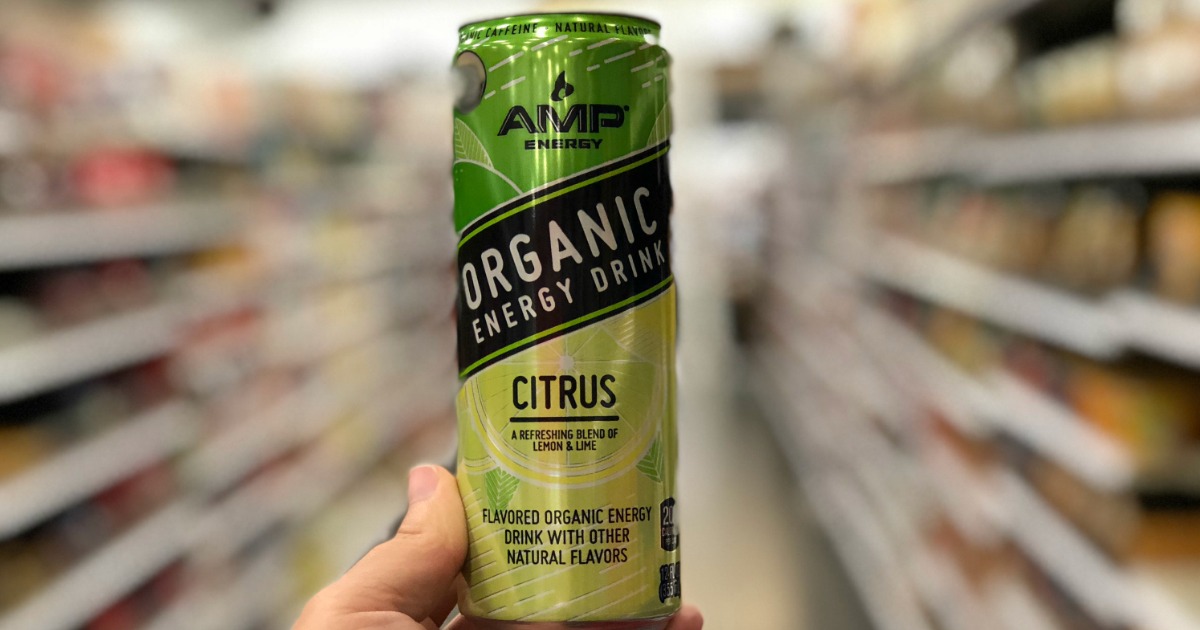 CAFFEINE NATURAL FLAVORS
AMP
ENERGY
ORGANIC
ENERGY DRINK
CITRUS
A REFRESHING BLEND OF
LEMON & LIME
FLAVORED ORGANIC ENERGY
DRINK WITH OTHER
NATURAL FLAVORS